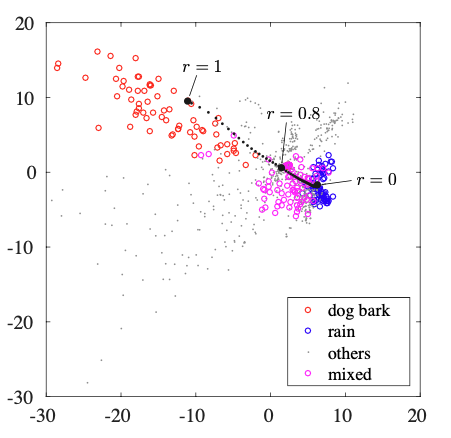 20
r = 1
10
r = 0.8
0
r = 0
-10
-20
dog bark
rain
others
mixed
-30
-30 -20 -10 0 10 20